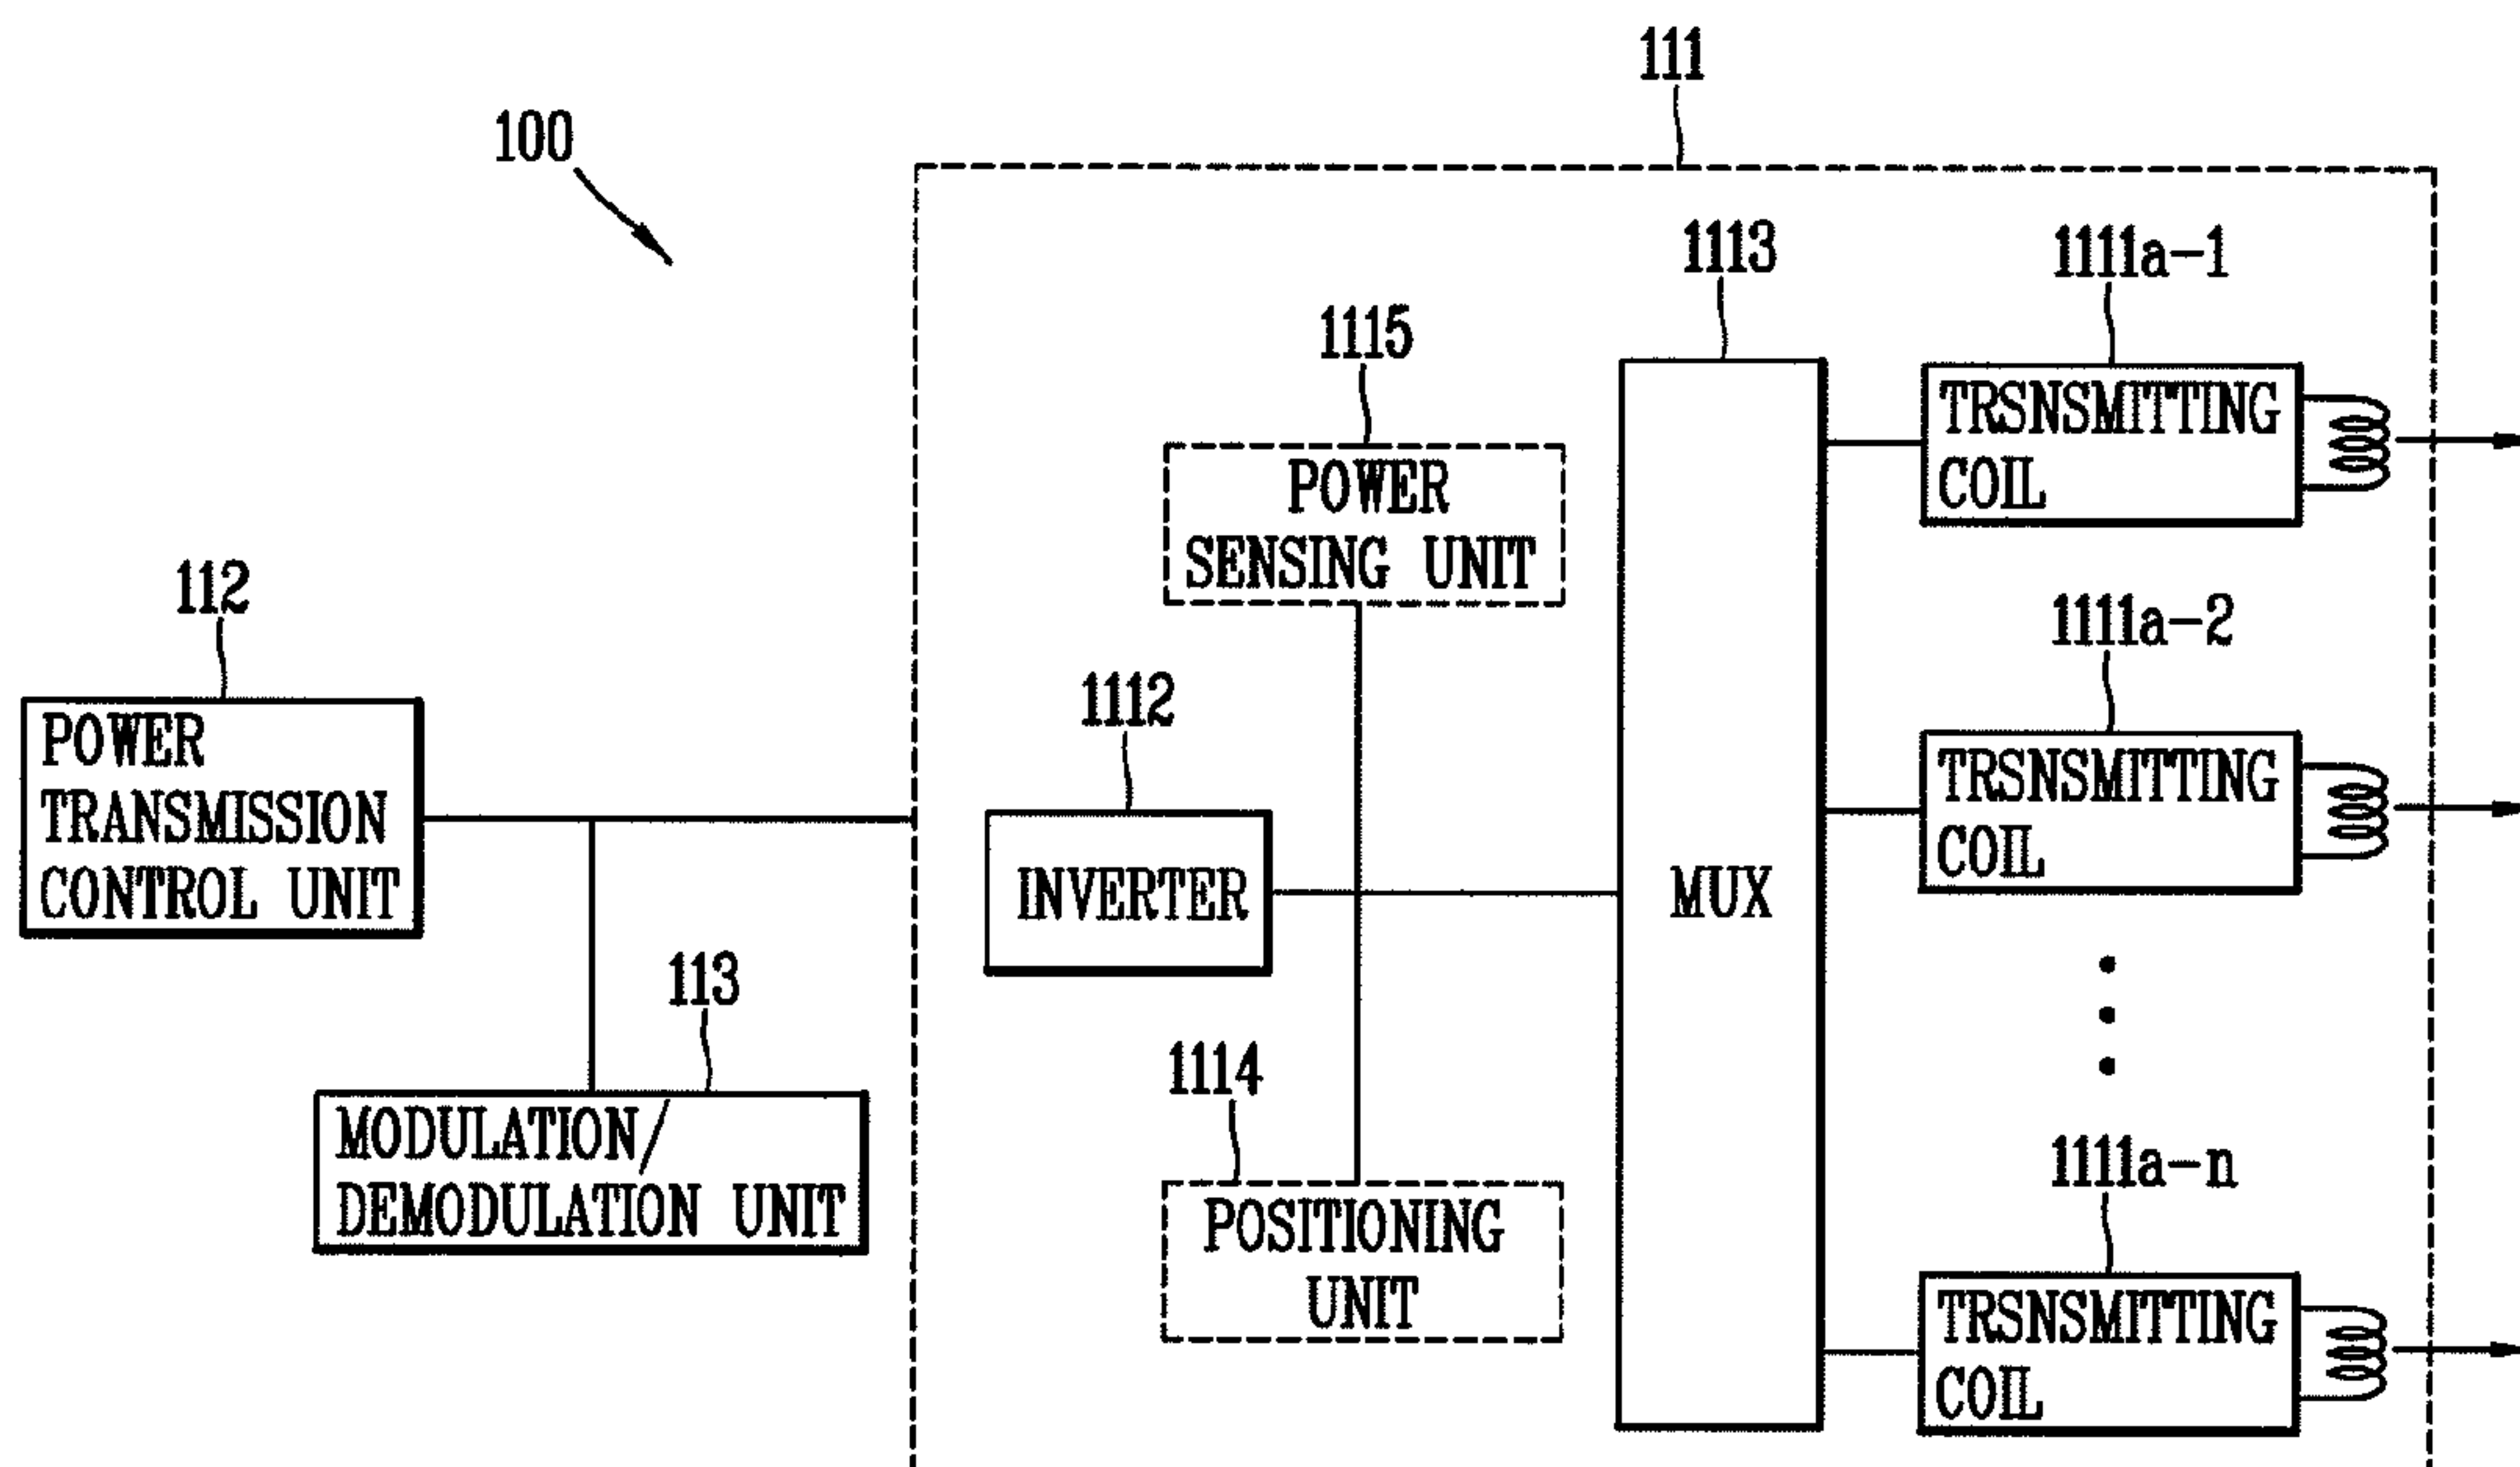 111
100
1113
1111a-1
1115
TRSNSMITTING
COIL
POWER
SENSING UNIT
112
1111a-2
1112
POWER
TRANSMISSION
CONTROL UNIT
TRSNSMITTING
COIL
INVERTER
MUX
113
1114
MODULATION/
DEMODULATION UNIT
1111a-n
POSITIONING
UNIT
TRSNSMITTING
COIL